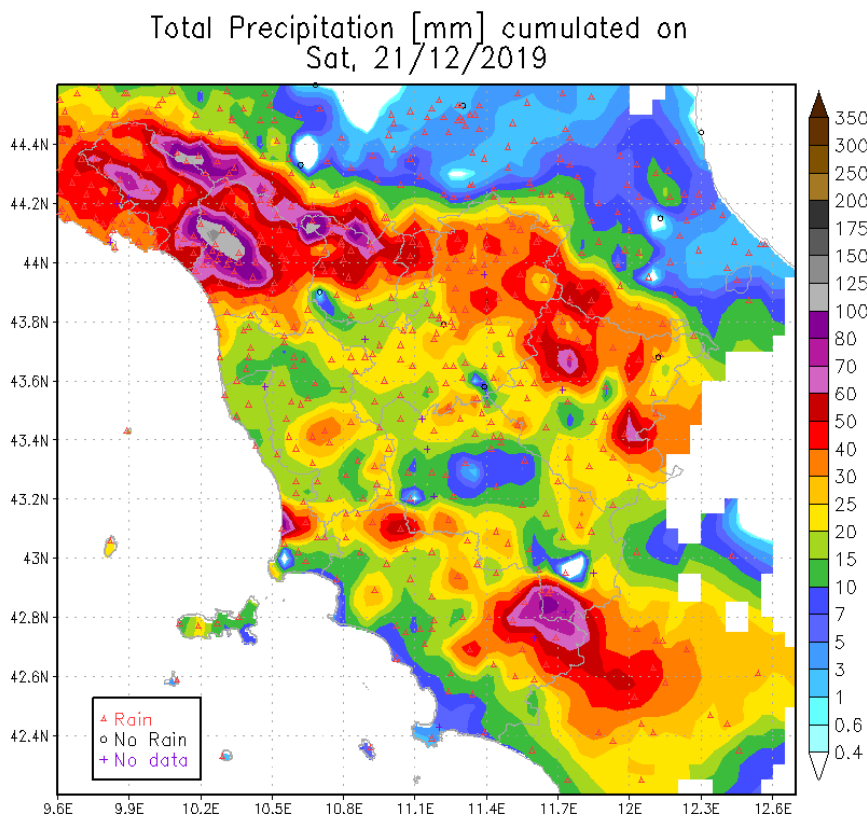 Total Precipitation [mm] cumulated on
Sat, 21/12/2019
44.4N
44.2N
44N
43.8N
43.6N
43.4N
43.2N
43N
42.8N
42.6N
42.4N
Rain
No Rain
No data
9.6E 9.9E 10.2E 10.5E 10.8E 11.1E 11.4E 11.7E 12E 12.3E 12.6E
350
300
250
200
175
150
125
100
90
80
70
60
50
40
30
25
20
15
10
7
5
3
1
0.6
0.4